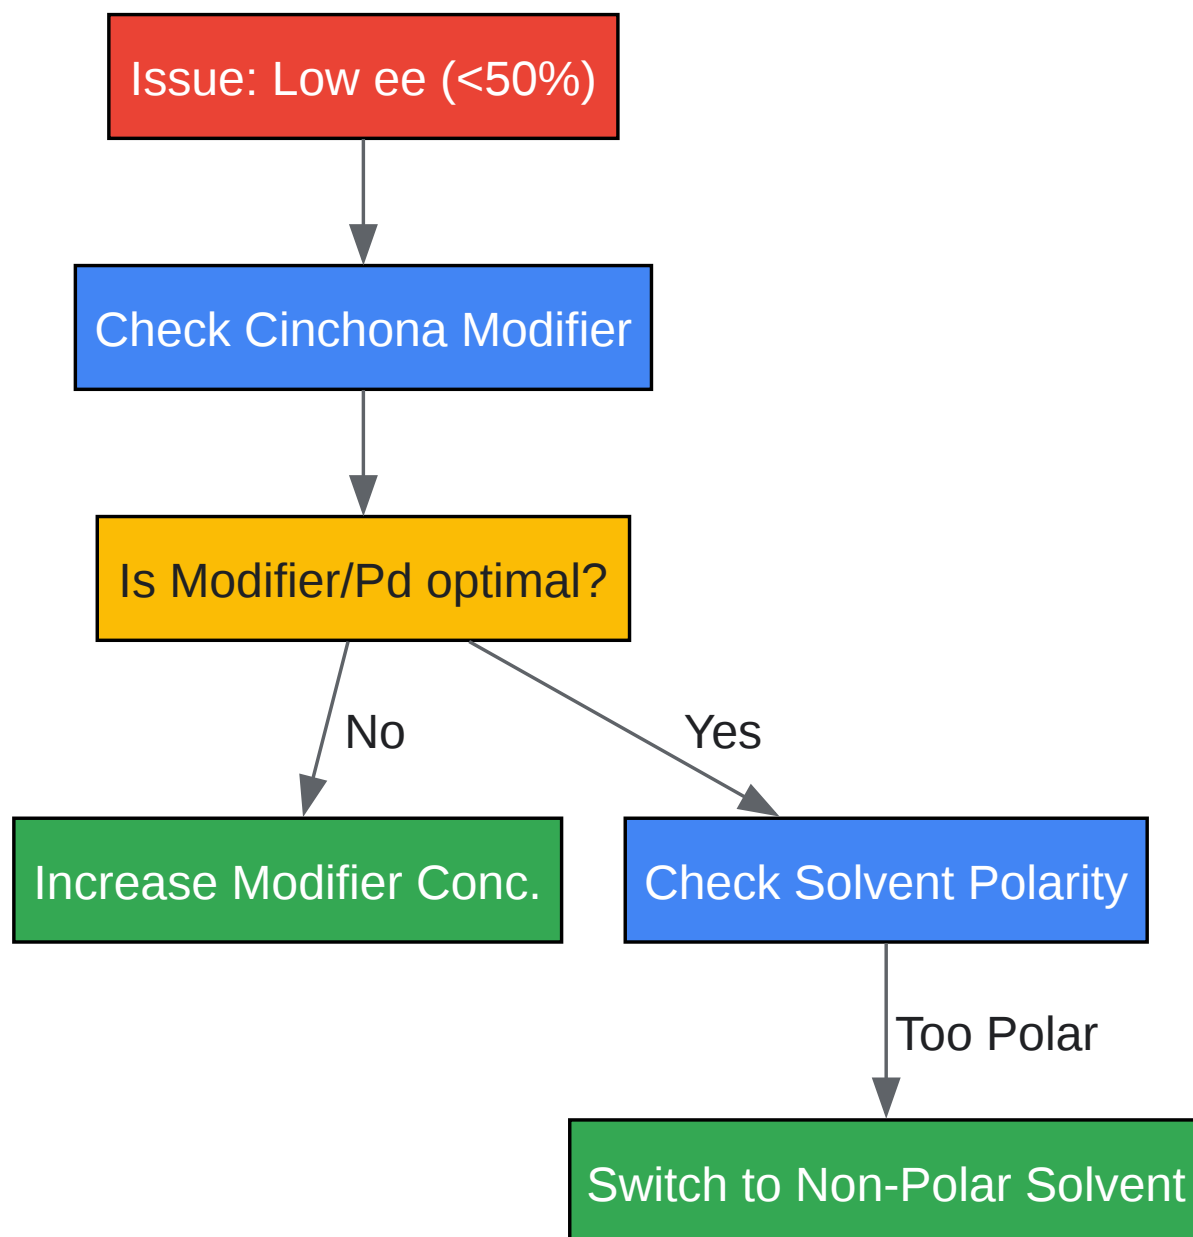 Issue: Low ee (<50%)
Check Cinchona Modifier
Is Modifier/Pd optimal?
No
Yes
Increase Modifier Conc.
Check Solvent Polarity
Too Polar
Switch to Non-Polar Solvent